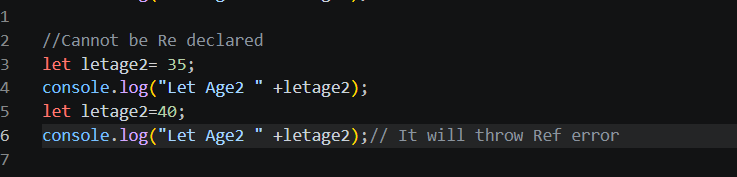 1
2 //Cannot be Re declared
3 let letage2= 35;
4 console.log("Let Age2 " +letage2);
5 let letage2=40;
6 console.log("Let Age2 " +letage2);// It will throw Ref error
7